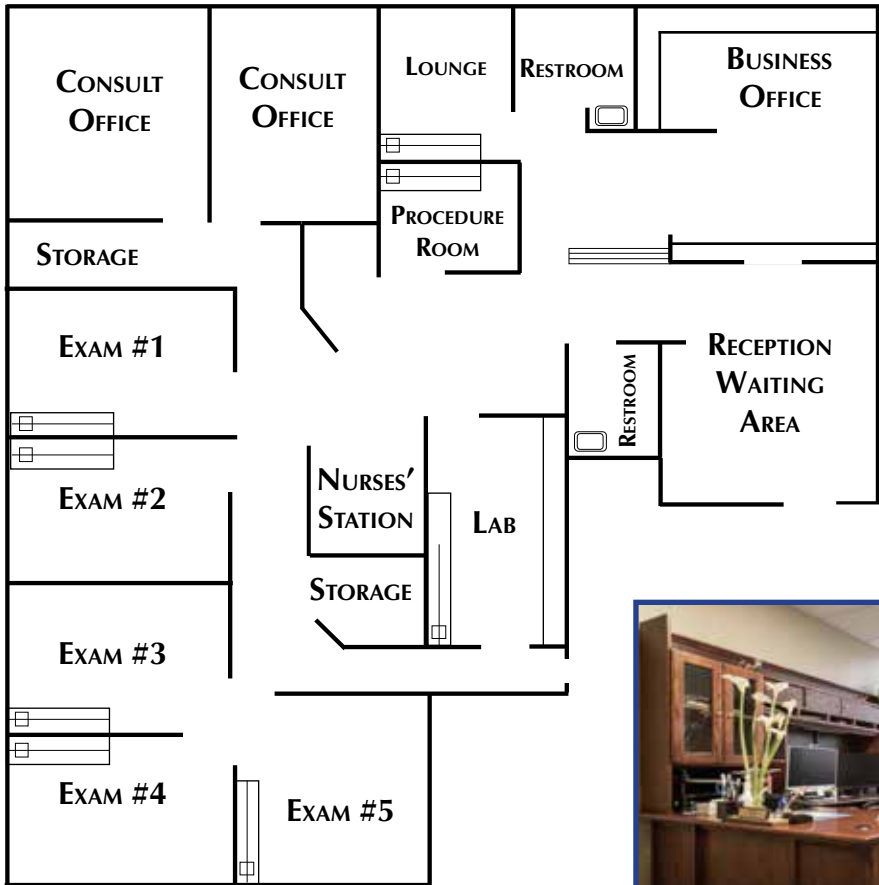 Consult
Office
Consult
Office
Lounge
Restroom
Business
Office
Procedure
Room
Storage
Exam #1
Reception
Waiting
Area
Restroom
Exam #2
Nurses'
Station
Lab
Storage
Exam #3
Exam #4
Exam #5